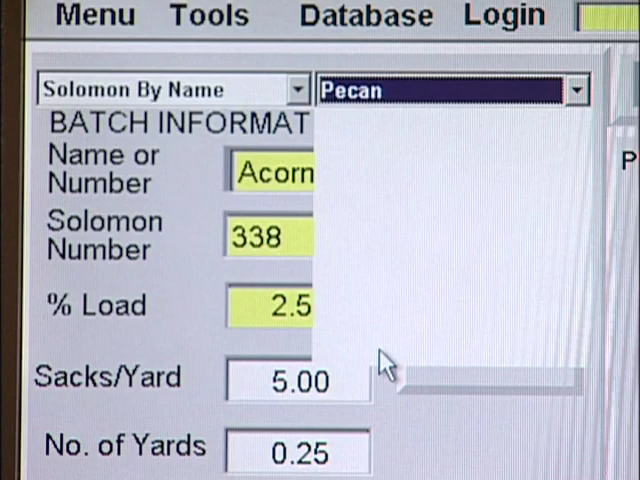 Menu Tools Database Login
Solomon By Name Pecan
BATCH INFORMAT
Name or
Number
Acorn
Solomon
Number
338
% Load 2.5
Sacks/Yard 5.00
No. of Yards 0.25
P